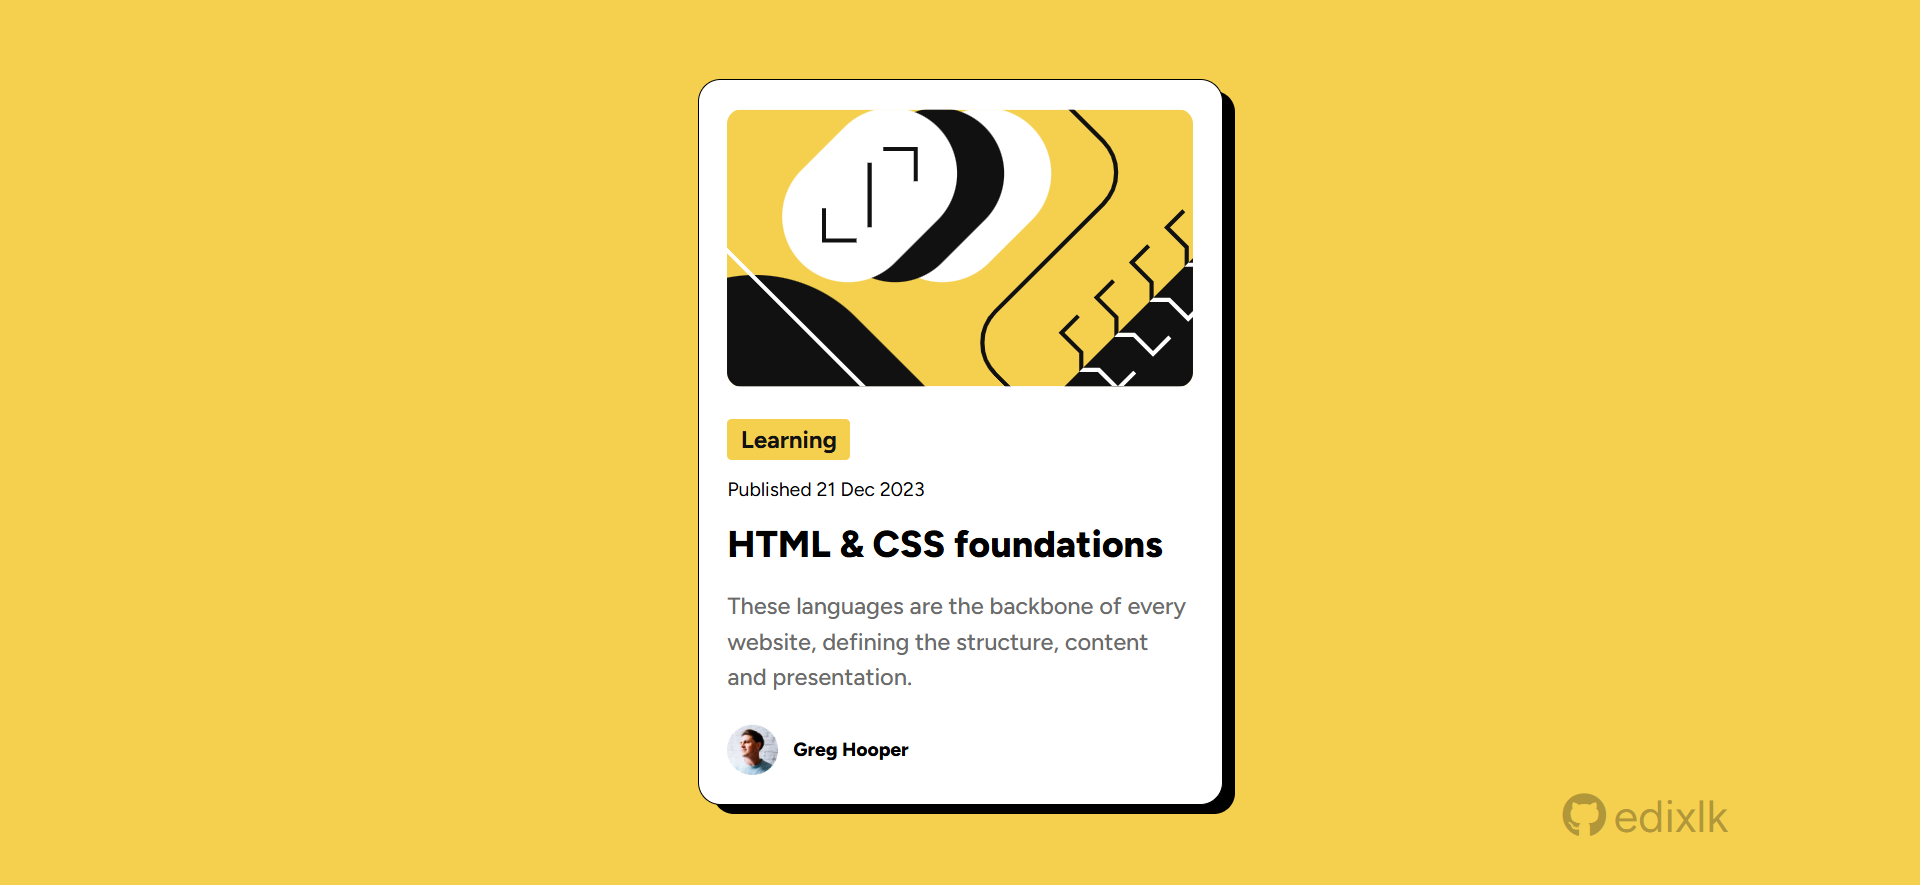 Learning
Published 21 Dec 2023
HTML & CSS foundations
These languages are the backbone of every
website, defining the structure, content
and presentation.
Greg Hooper
edixlk